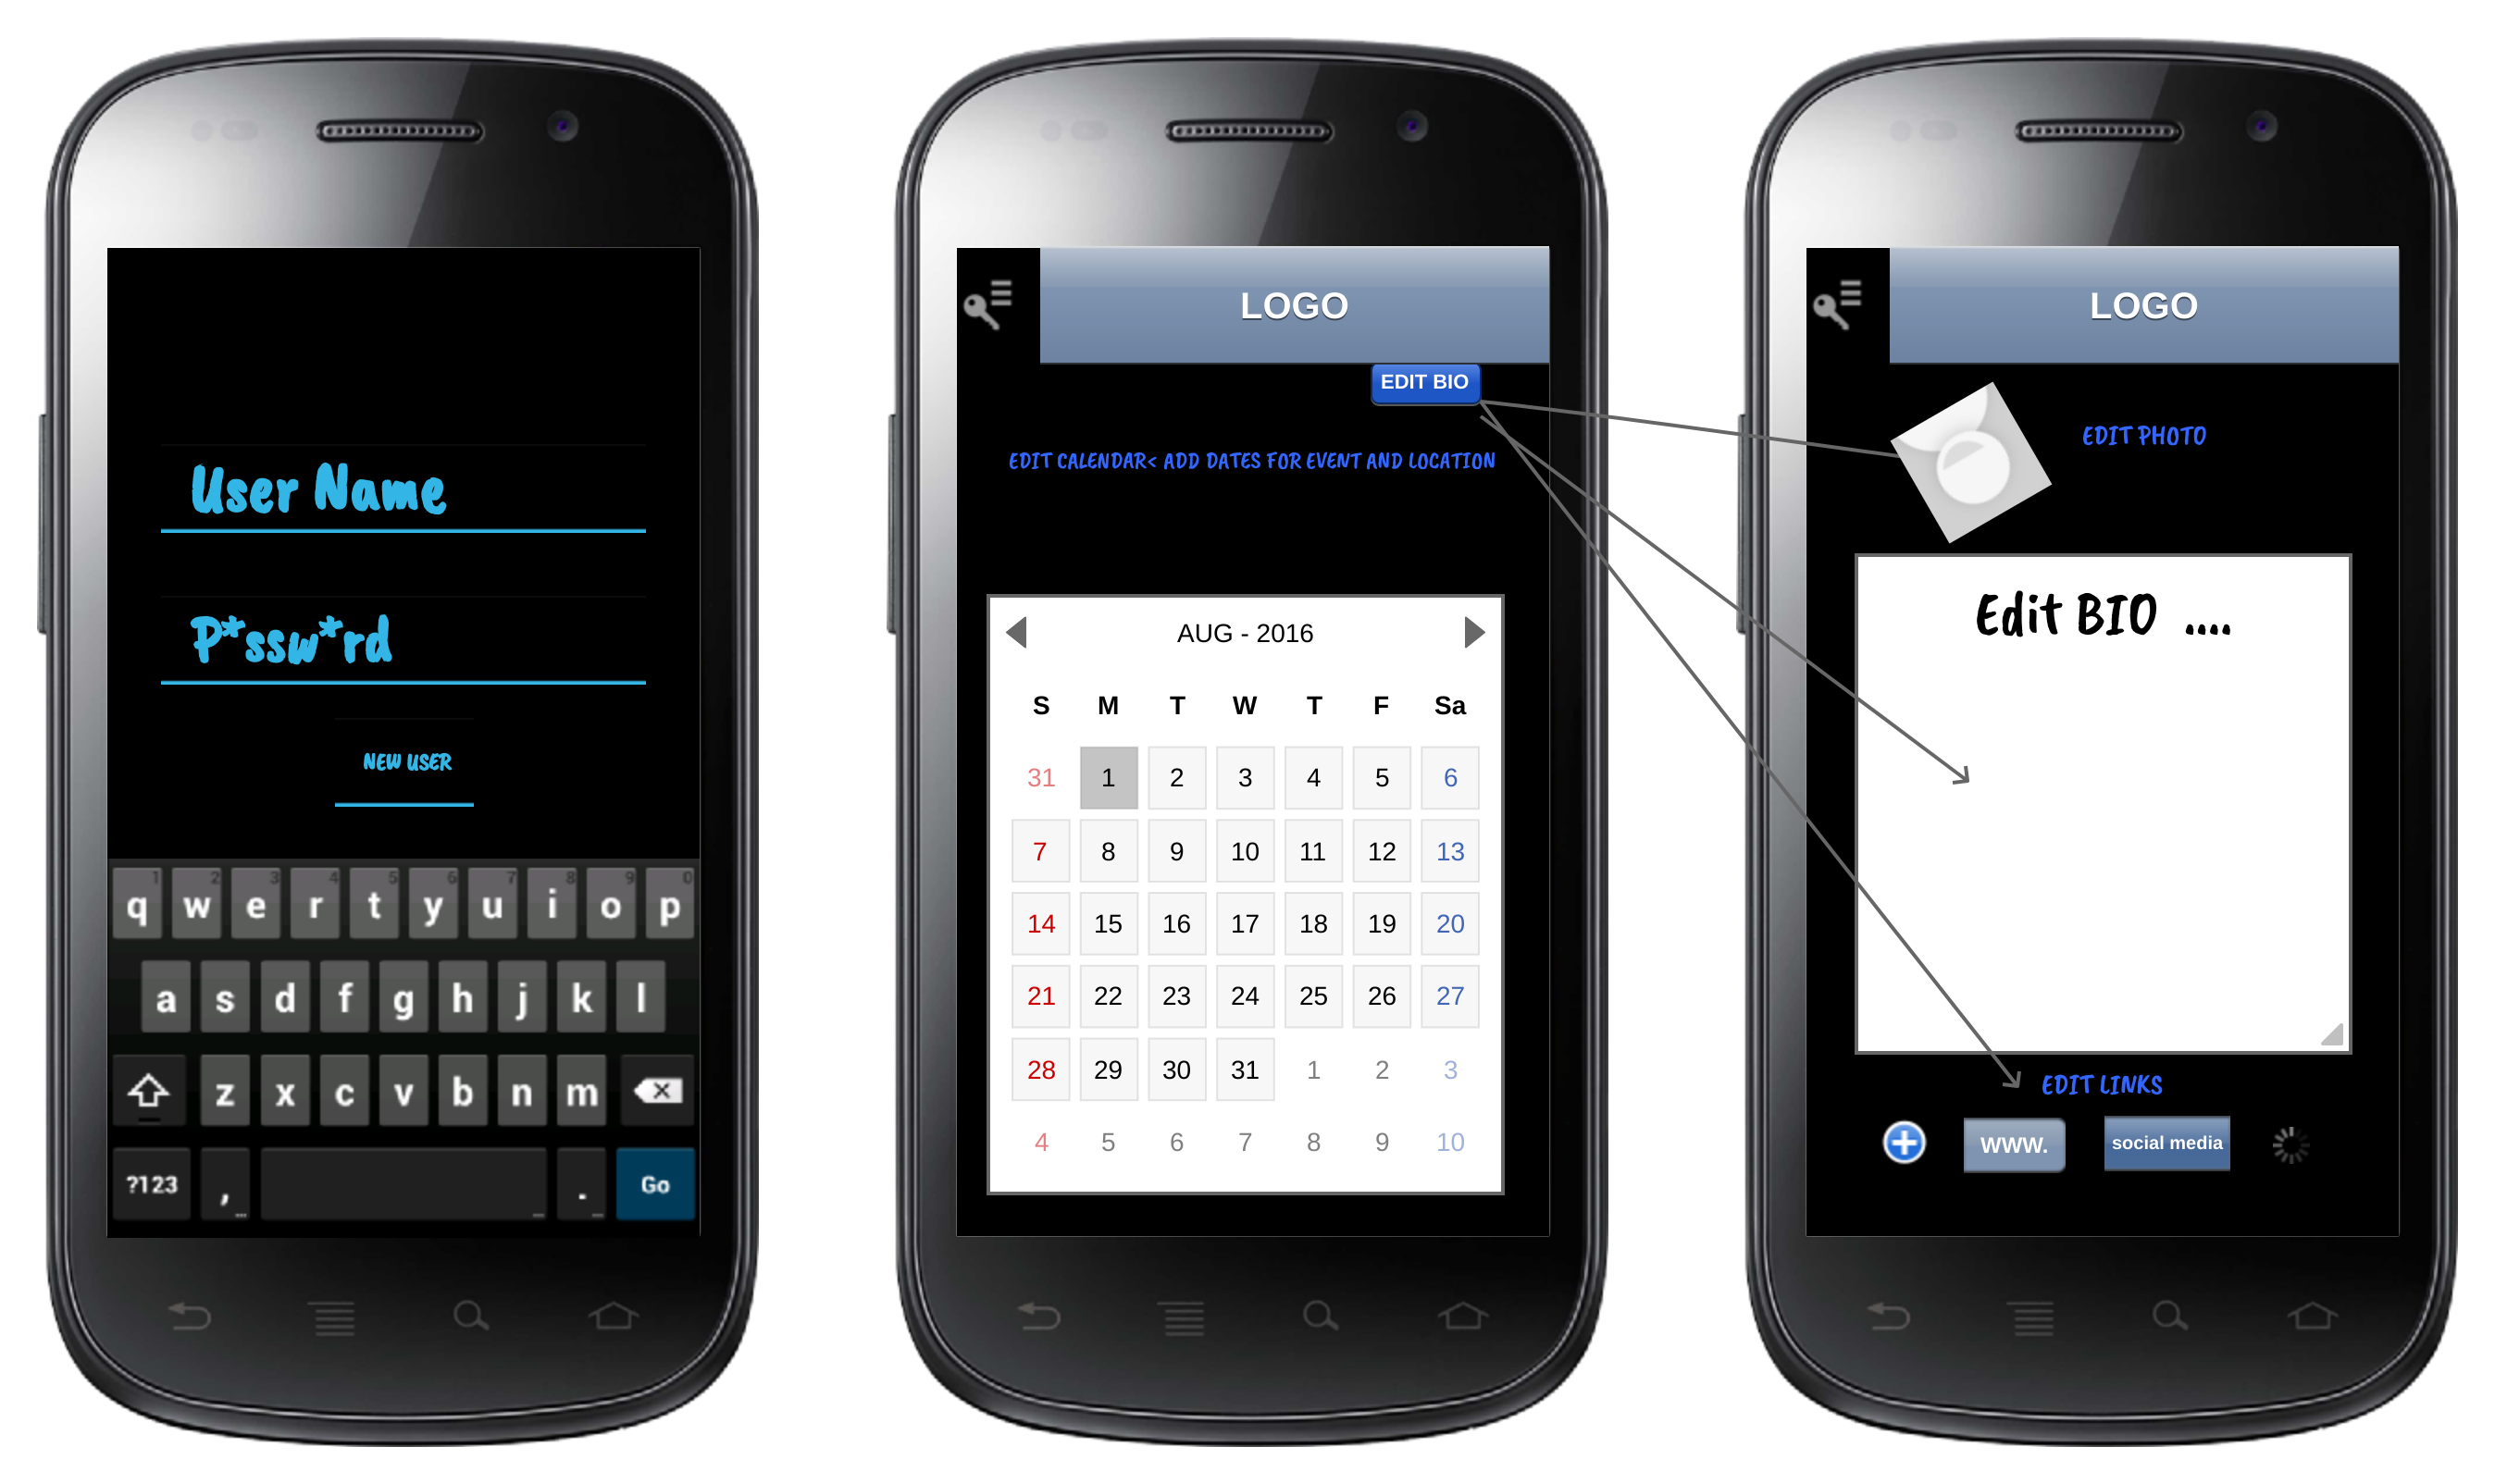 User Name
P*ssw*rd
NEW USER
1 2 3 4 5 6 7 8 9 0
q w e r t y u i o p
a s d f g h j k l
z x c v b n m
?123 , . Go
LOGO
EDIT BIO
EDIT CALENDAR< ADD DATES FOR EVENT AND LOCATION
AUG - 2016
S M T W T F Sa
31 1 2 3 4 5 6
7 8 9 10 11 12 13
14 15 16 17 18 19 20
21 22 23 24 25 26 27
28 29 30 31 1 2 3
4 5 6 7 8 9 10
LOGO
EDIT PHOTO
Edit BIO ....
EDIT LINKS
WWW. social media